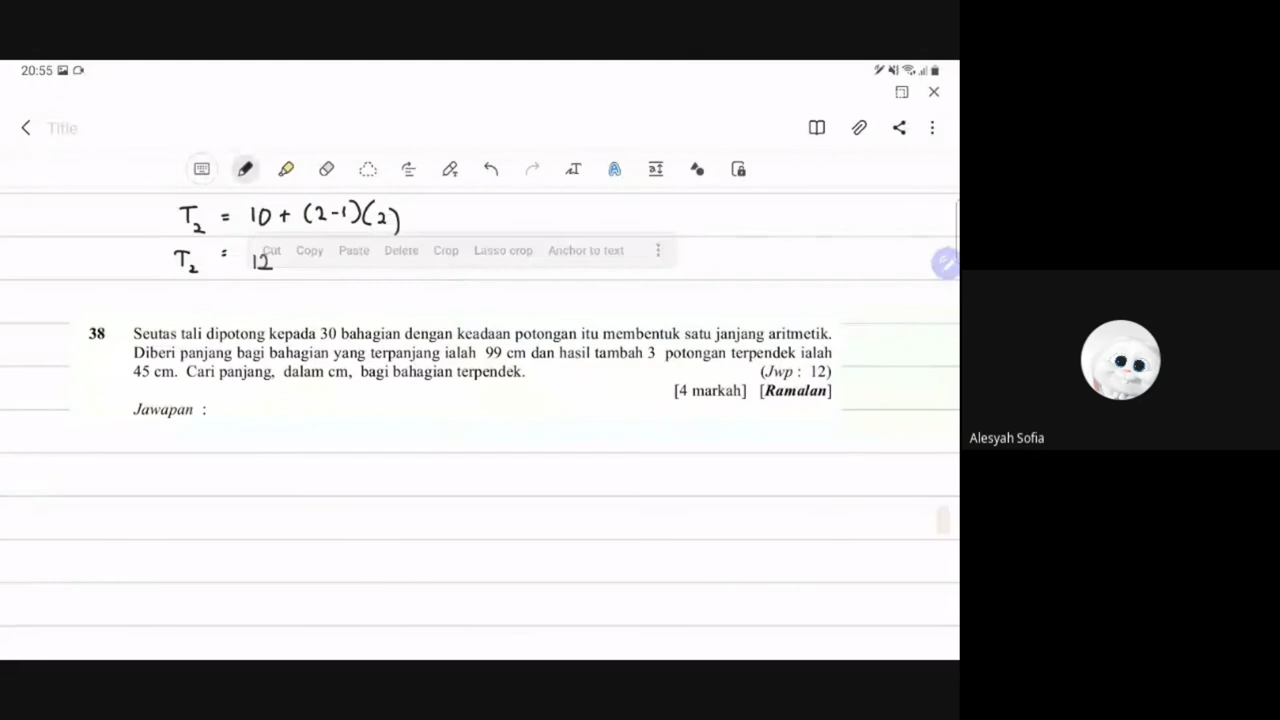 20:55
Title
T₂ = 10 + (2-1)(2)
Cut Copy Paste Delete Crop Lasso crop Anchor to text
T₂ = 12
38 Seutas tali dipotong kepada 30 bahagian dengan keadaan potongan itu membentuk satu janjang aritmetik.
Diberi panjang bagi bahagian yang terpanjang ialah 99 cm dan hasil tambah 3 potongan terpendek ialah
45 cm. Cari panjang, dalam cm, bagi bahagian terpendek. (Jwp : 12)
[4 markah] [Ramalan]
Jawapan :
Alesyah Sofia